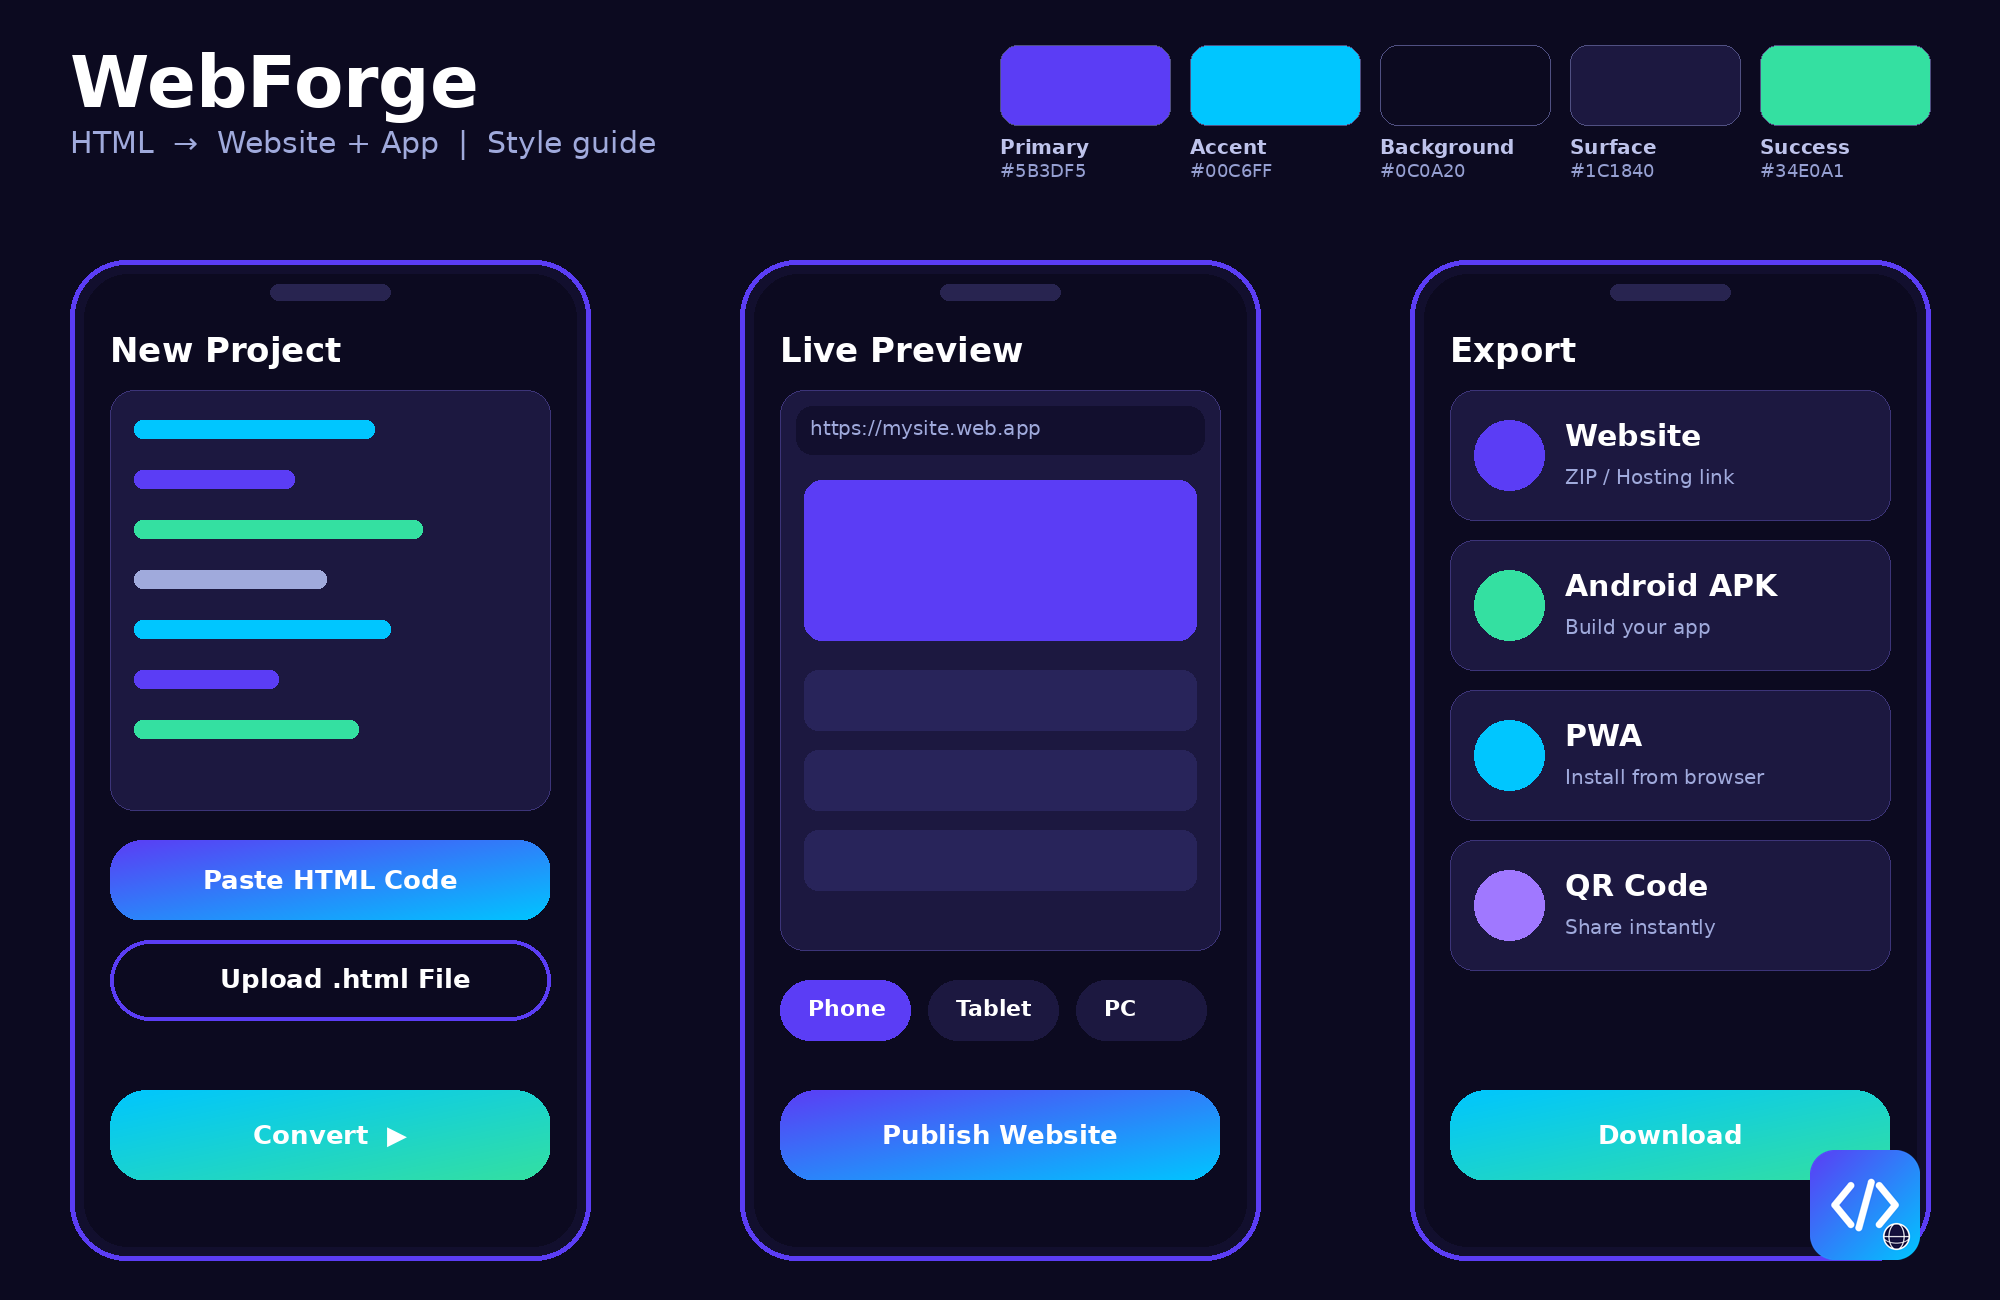 WebForge
HTML → Website + App | Style guide
Primary
#5B3DF5
Accent
#00C6FF
Background
#0C0A20
Surface
#1C1840
Success
#34E0A1
New Project
Paste HTML Code
Upload .html File
Convert ▶
Live Preview
https://mysite.web.app
Phone
Tablet
PC
Publish Website
Export
Website
ZIP / Hosting link
Android APK
Build your app
PWA
Install from browser
QR Code
Share instantly
Download
</>